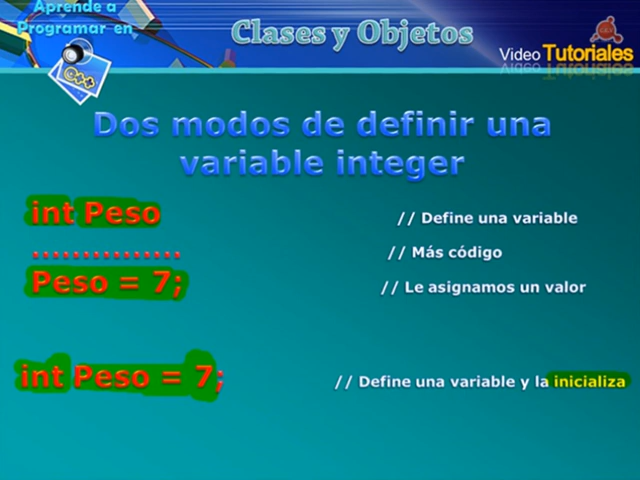 Aprende a
Programar en
C++
Clases y Objetos
Video Tutoriales
Dos modos de definir una
variable integer
int Peso // Define una variable
............... // Más código
Peso = 7; // Le asignamos un valor
int Peso = 7; // Define una variable y la inicializa